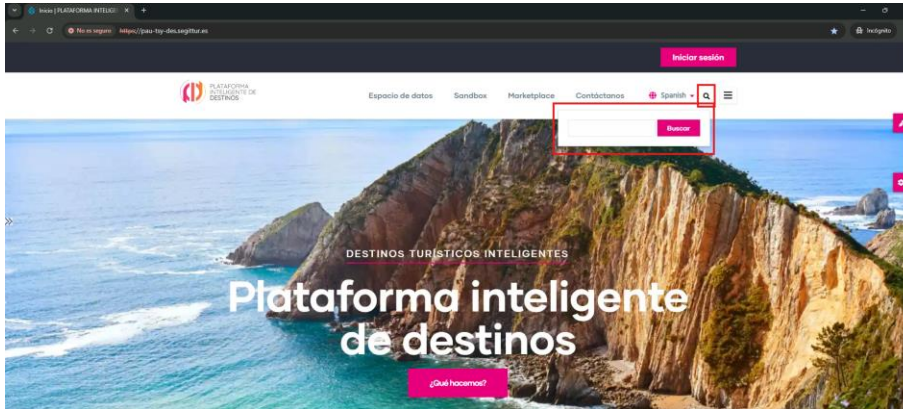 Inicio | PLATAFORMA INTELIGE
No es seguro https://pau-tsy-des.segittur.es
Incógnito
Iniciar sesión
PLATAFORMA
INTELIGENTE DE
DESTINOS
Espacio de datos Sandbox Marketplace Contáctanos Spanish
Buscar
DESTINOS TURÍSTICOS INTELIGENTES
Plataforma inteligente
de destinos
¿Qué hacemos?